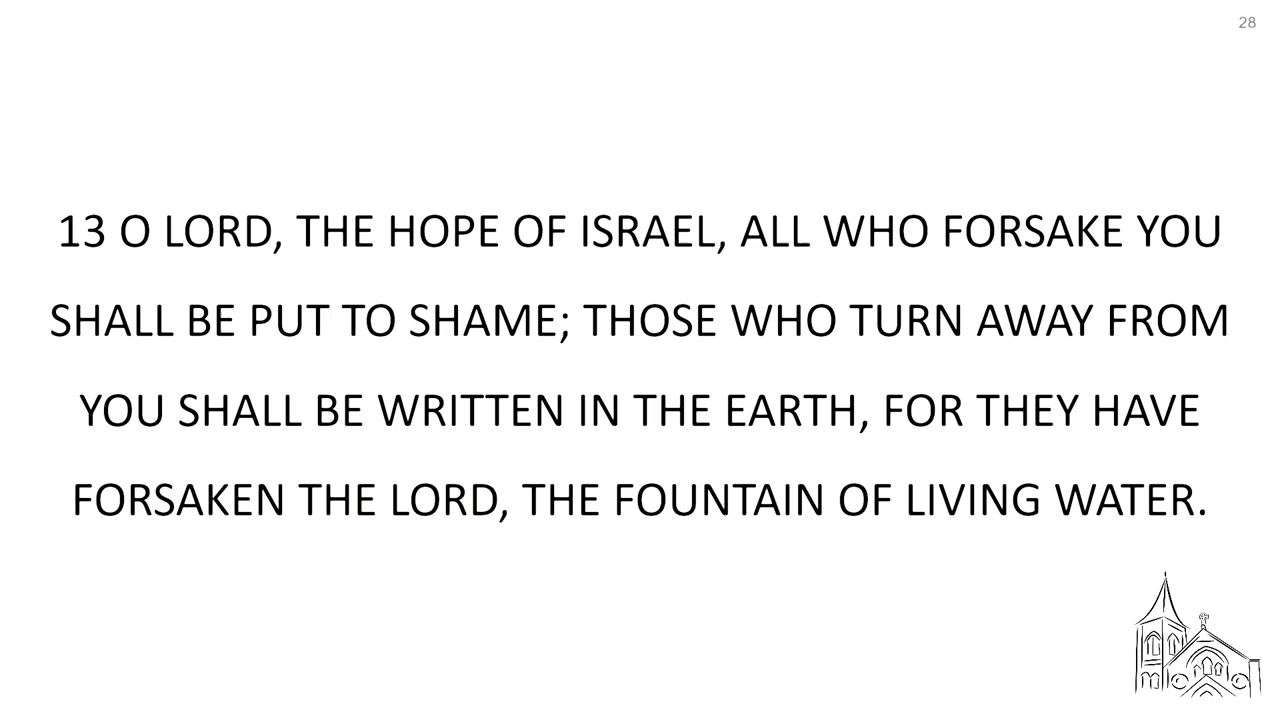 28
13 O LORD, THE HOPE OF ISRAEL, ALL WHO FORSAKE YOU
SHALL BE PUT TO SHAME; THOSE WHO TURN AWAY FROM
YOU SHALL BE WRITTEN IN THE EARTH, FOR THEY HAVE
FORSAKEN THE LORD, THE FOUNTAIN OF LIVING WATER.